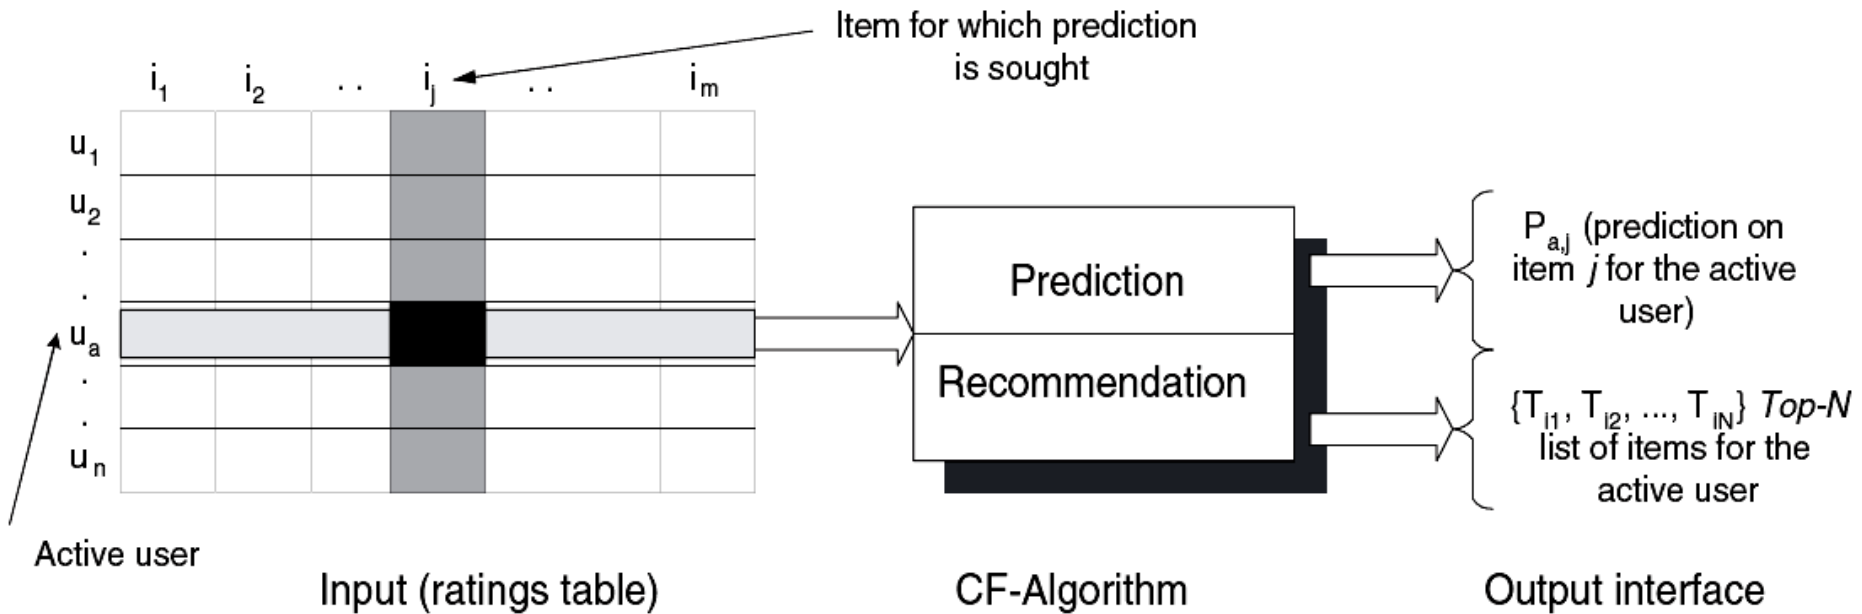 Item for which prediction
is sought
i1 i2 . . ij . . im
u1
u2
.
.
ua
.
.
un
Active user
Input (ratings table)
Prediction
Recommendation
CF-Algorithm
Pa,j (prediction on
item j for the active
user)
{Ti1, Ti2, ..., TiN} Top-N
list of items for the
active user
Output interface